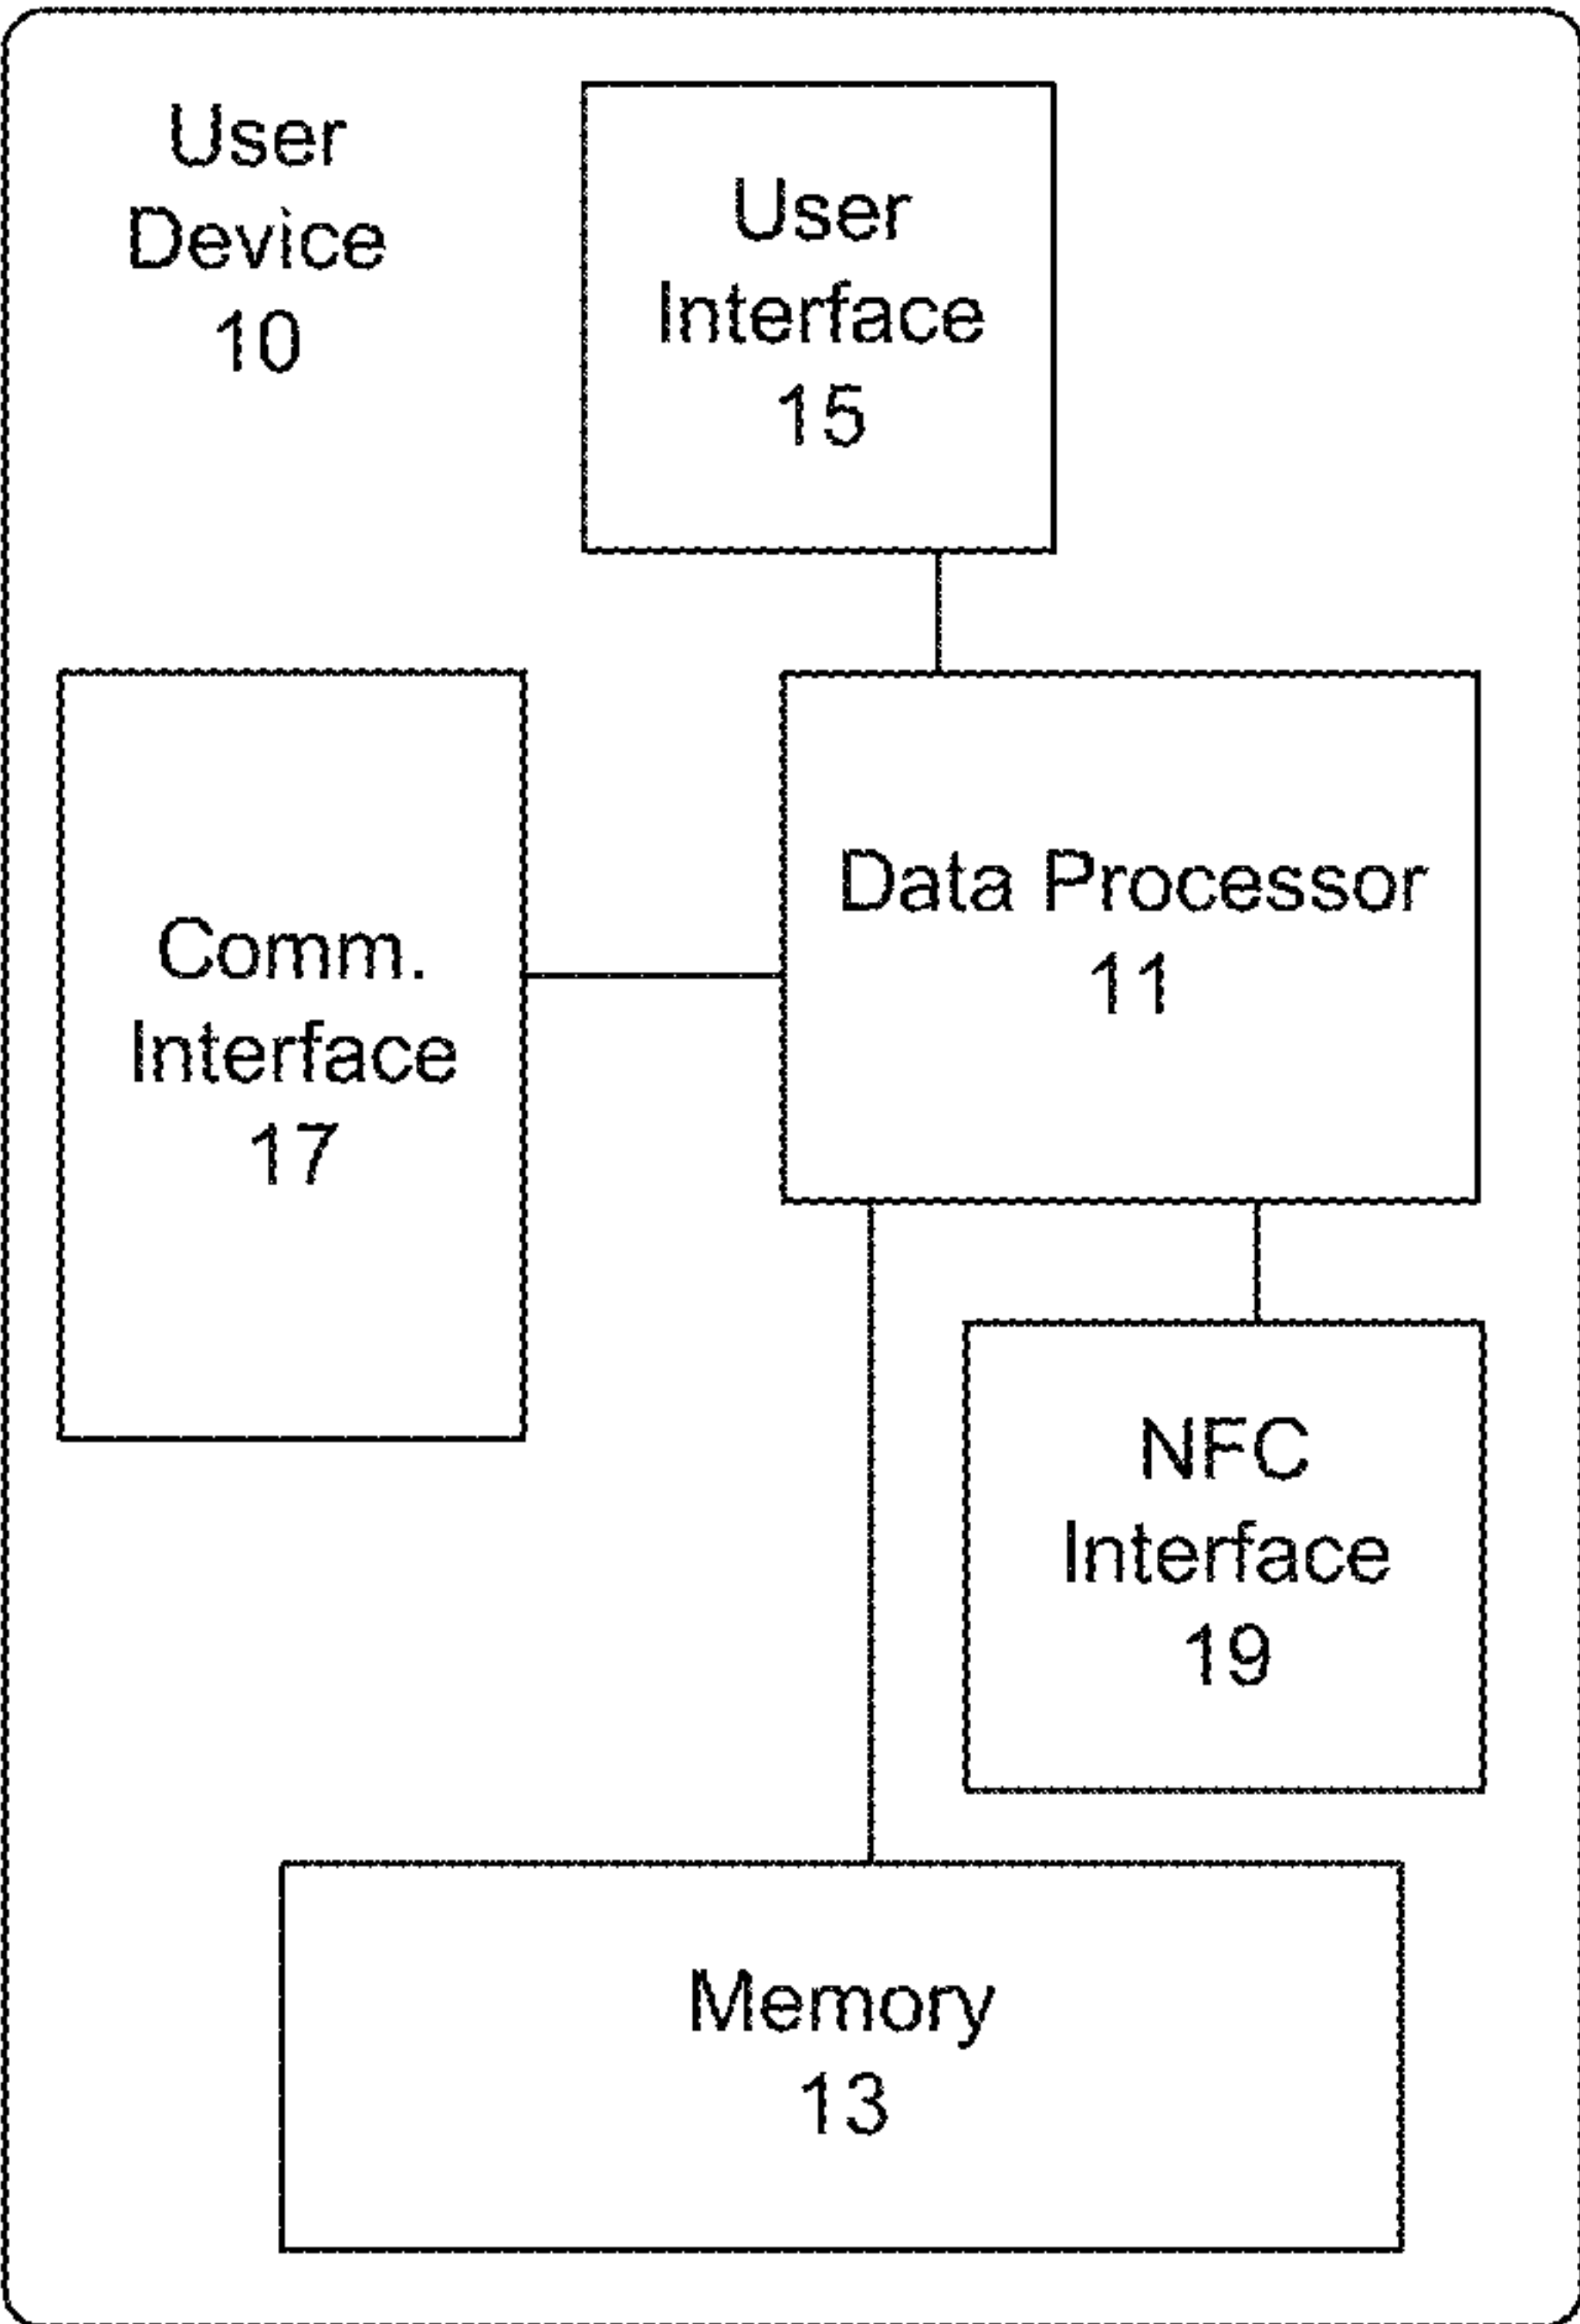 User
Device
10
User
Interface
15
Comm.
Interface
17
Data Processor
11
NFC
Interface
19
Memory
13